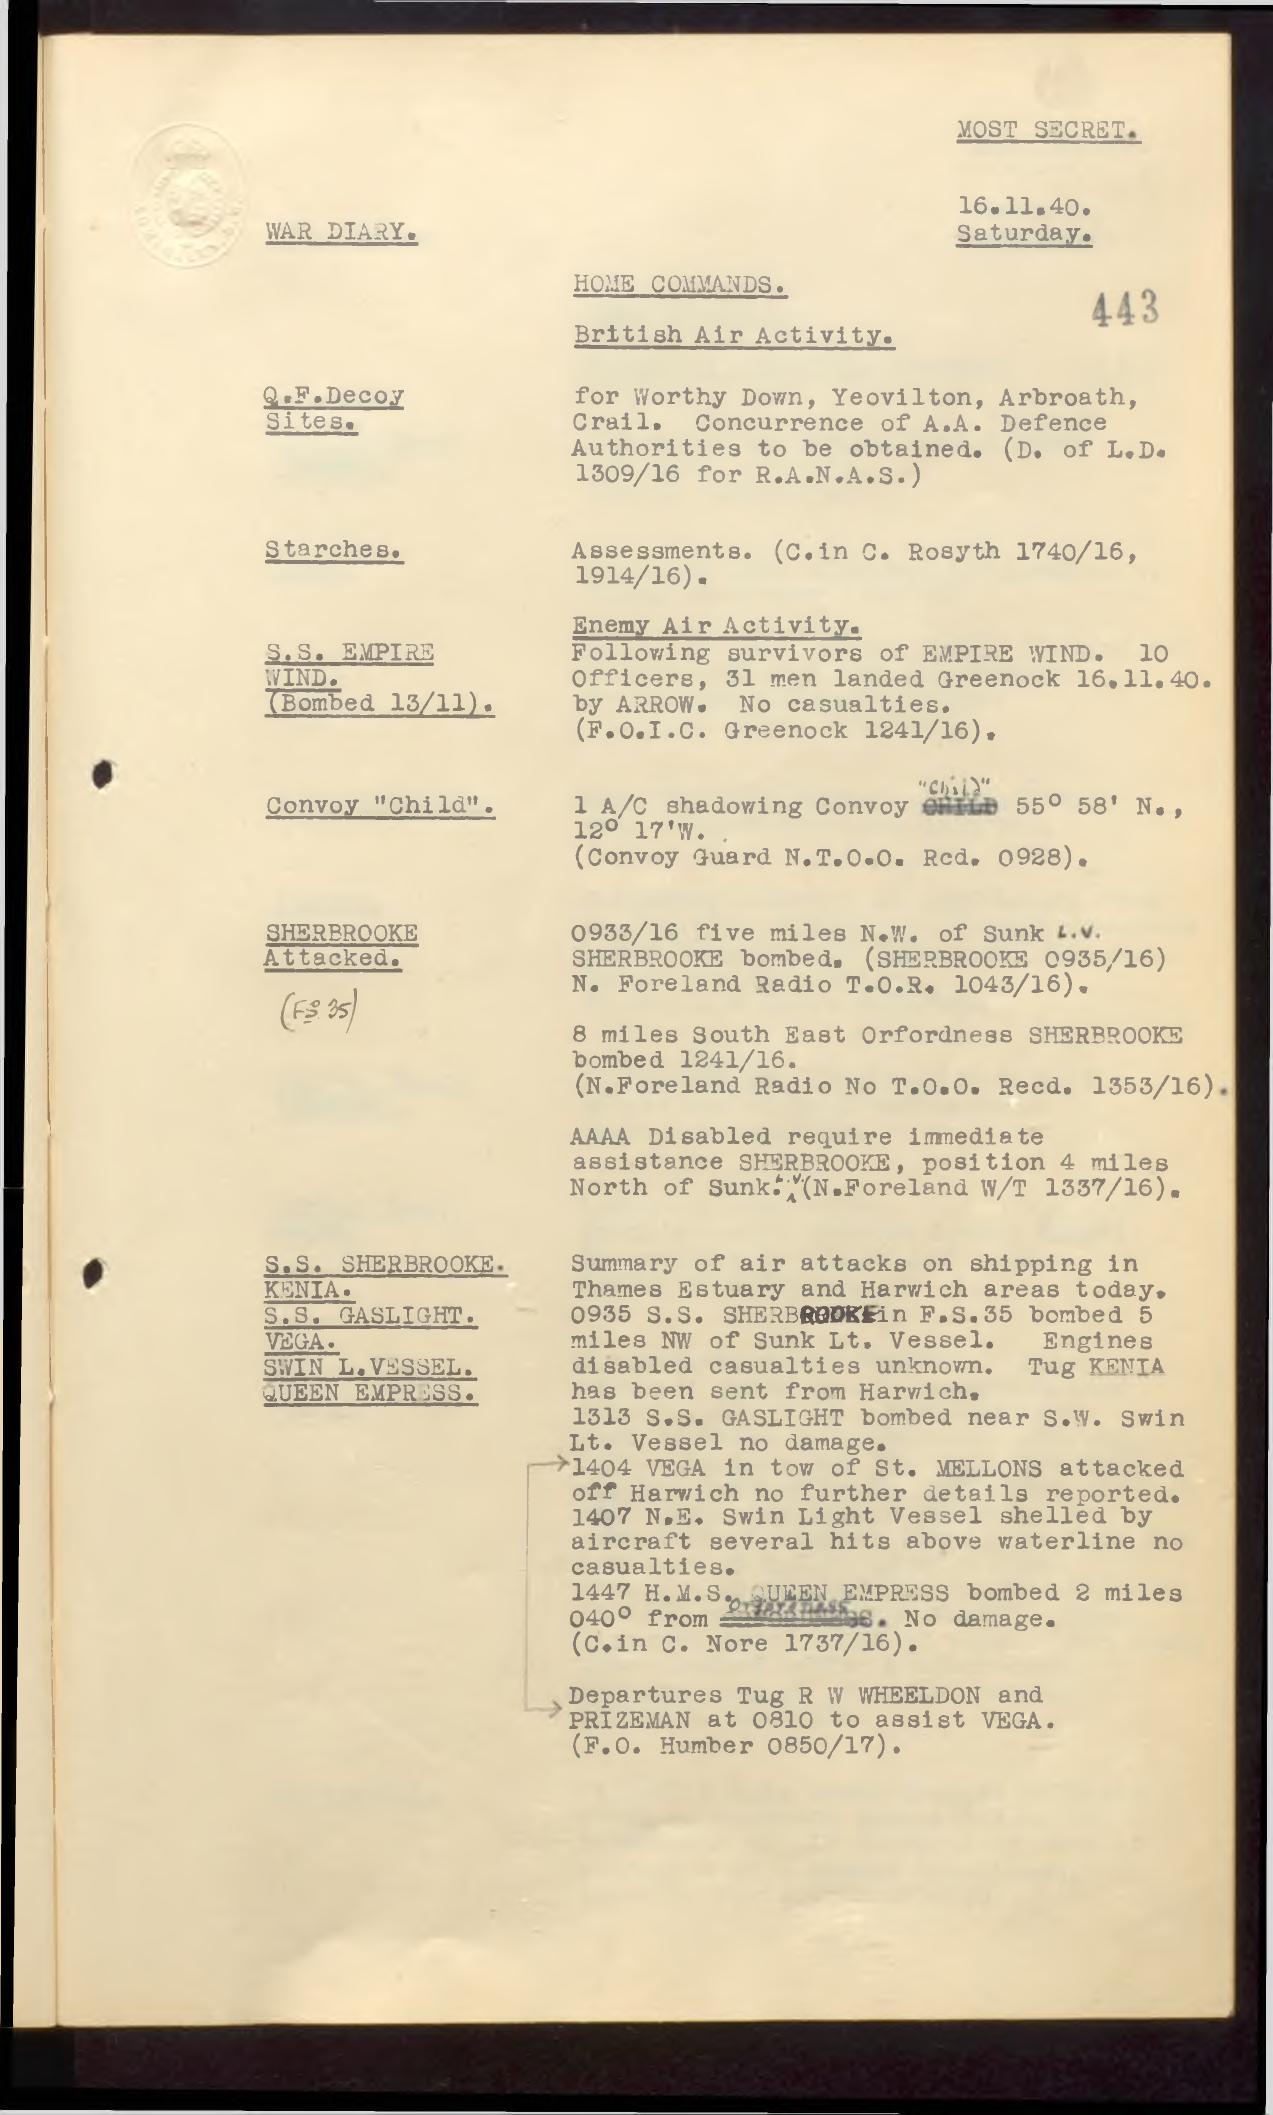 MOST SECRET.
16.11.40.
Saturday.
WAR DIARY.
HOME COMMANDS.
443
British Air Activity.
Q.F.Decoy
Sites.
for Worthy Down, Yeovilton, Arbroath,
Crail. Concurrence of A.A. Defence
Authorities to be obtained. (D. of L.D.
1309/16 for R.A.N.A.S.)
Starches.
Assessments. (C.in C. Rosyth 1740/16,
1914/16).
Enemy Air Activity.
S.S. EMPIRE
WIND.
(Bombed 13/11).
Following survivors of EMPIRE WIND. 10
Officers, 31 men landed Greenock 16.11.40.
by ARROW. No casualties.
(F.O.I.C. Greenock 1241/16).
Convoy "Child".
"Child"
1 A/C shadowing Convoy CHILD 55° 58' N.,
12° 17'W.
(Convoy Guard N.T.O.O. Rcd. 0928).
SHERBROOKE
Attacked.
(F.S. 35)
0933/16 five miles N.W. of Sunk L.V.
SHERBROOKE bombed. (SHERBROOKE 0935/16)
N. Foreland Radio T.O.R. 1043/16).
8 miles South East Orfordness SHERBROOKE
bombed 1241/16.
(N.Foreland Radio No T.O.O. Recd. 1353/16).
AAAA Disabled require immediate
assistance SHERBROOKE, position 4 miles
North of Sunk. L.V. (N.Foreland W/T 1337/16).
S.S. SHERBROOKE.
KENIA.
S.S. GASLIGHT.
VEGA.
SWIN L.VESSEL.
QUEEN EMPRESS.
Summary of air attacks on shipping in
Thames Estuary and Harwich areas today.
0935 S.S. SHERBROOKE in F.S.35 bombed 5
miles NW of Sunk Lt. Vessel. Engines
disabled casualties unknown. Tug KENIA
has been sent from Harwich.
1313 S.S. GASLIGHT bombed near S.W. Swin
Lt. Vessel no damage.
1404 VEGA in tow of St. MELLONS attacked
off Harwich no further details reported.
1407 N.E. Swin Light Vessel shelled by
aircraft several hits above waterline no
casualties.
1447 H.M.S. QUEEN EMPRESS bombed 2 miles
040° from Orfordness. No damage.
(C.in C. Nore 1737/16).
Departures Tug R W WHEELDON and
PRIZEMAN at 0810 to assist VEGA.
(F.O. Humber 0850/17).